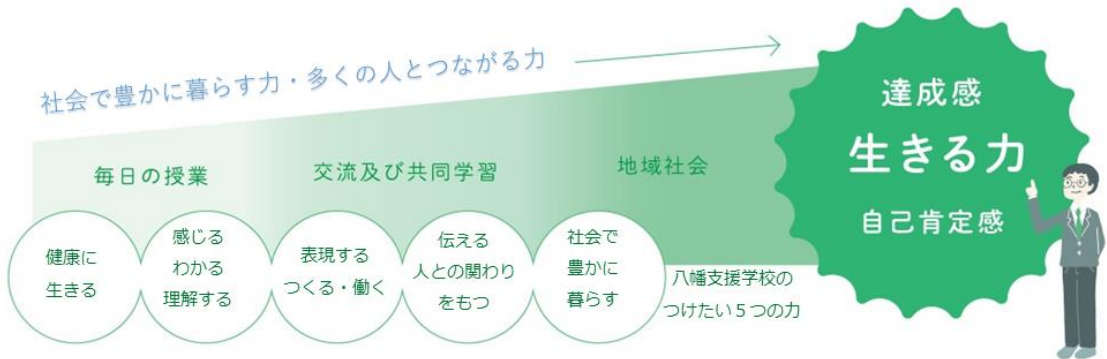 社会で豊かに暮らす力・多くの人とつながる力
毎日の授業
交流及び共同学習
地域社会
達成感
生きる力
自己肯定感
健康に
生きる
感じる
わかる
理解する
表現する
つくる・働く
伝える
人との関わり
をもつ
社会で
豊かに
暮らす
八幡支援学校の
つけたい５つの力